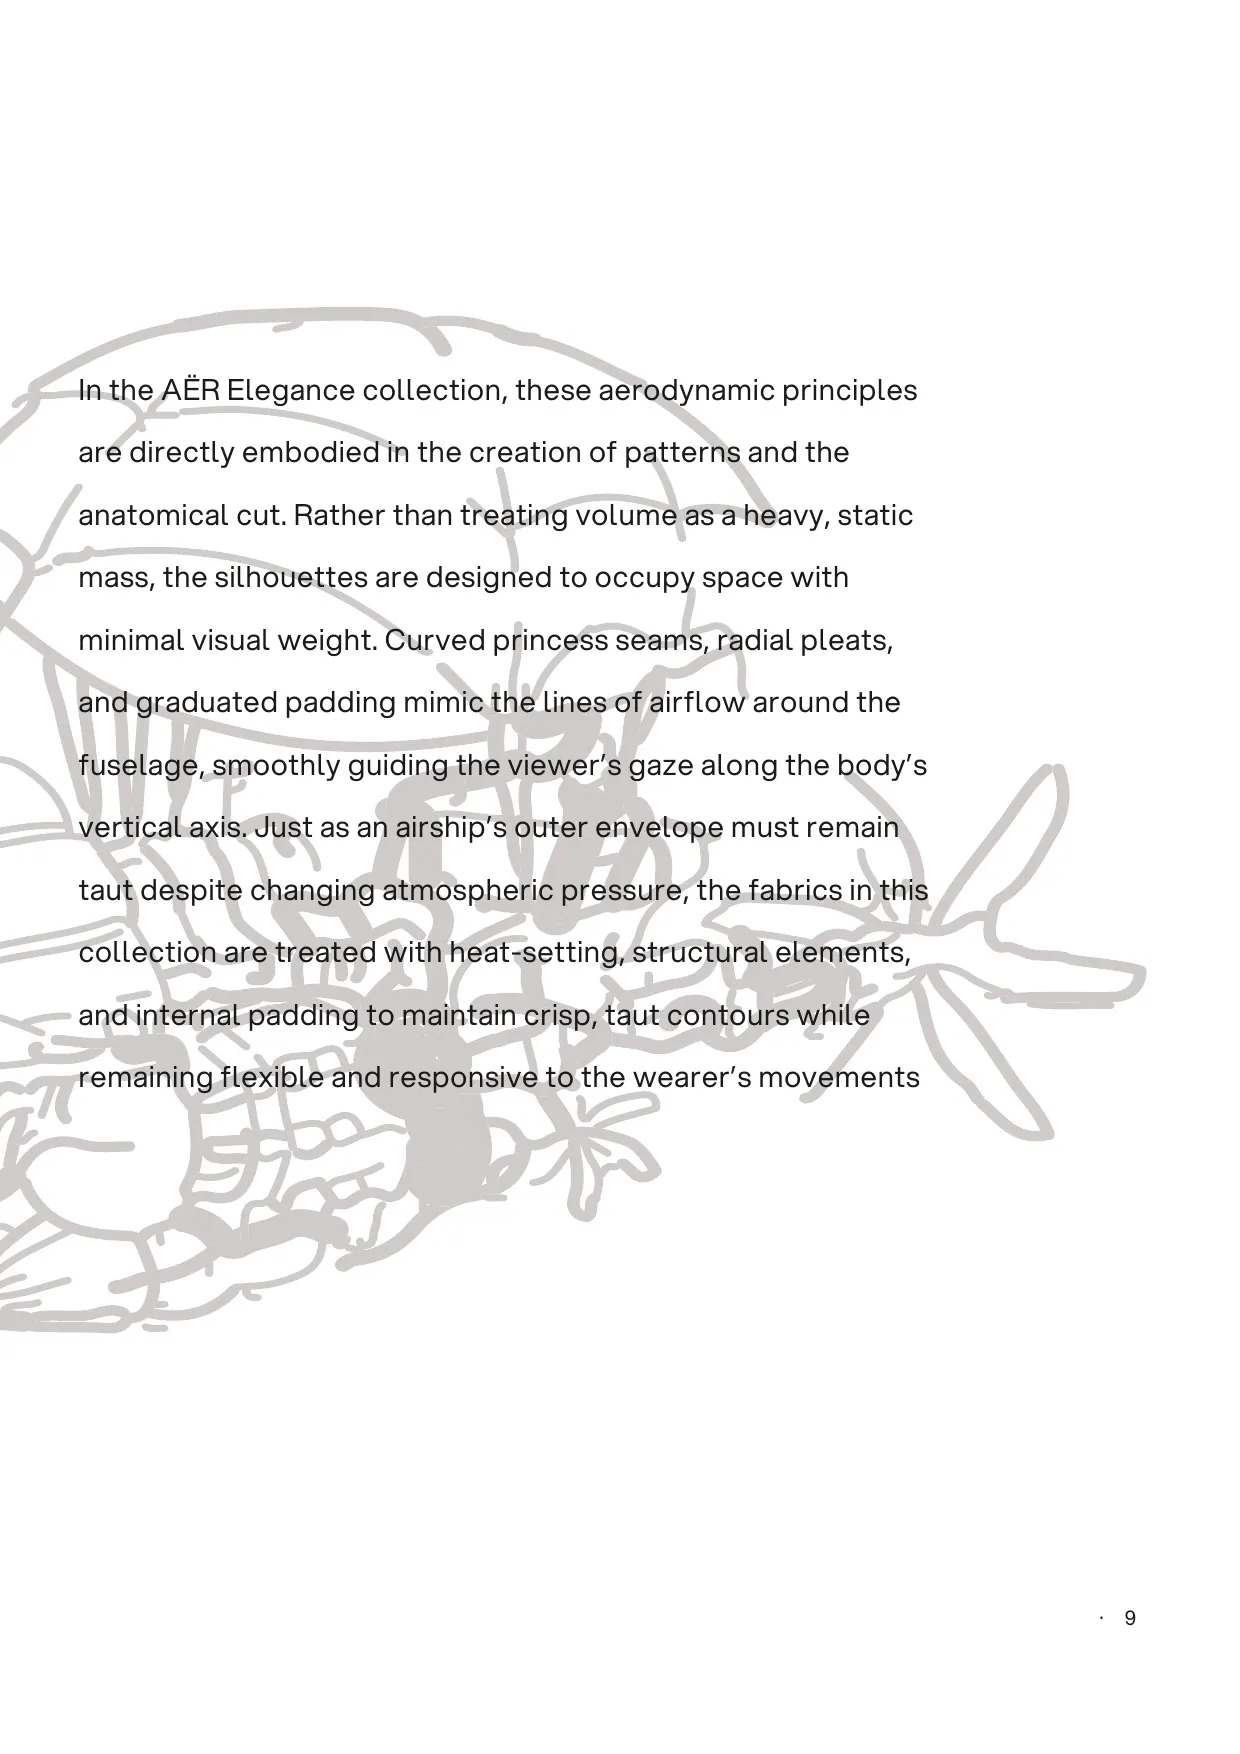 In the AËR Elegance collection, these aerodynamic principles
are directly embodied in the creation of patterns and the
anatomical cut. Rather than treating volume as a heavy, static
mass, the silhouettes are designed to occupy space with
minimal visual weight. Curved princess seams, radial pleats,
and graduated padding mimic the lines of airflow around the
fuselage, smoothly guiding the viewer’s gaze along the body’s
vertical axis. Just as an airship’s outer envelope must remain
taut despite changing atmospheric pressure, the fabrics in this
collection are treated with heat-setting, structural elements,
and internal padding to maintain crisp, taut contours while
remaining flexible and responsive to the wearer’s movements
· 9